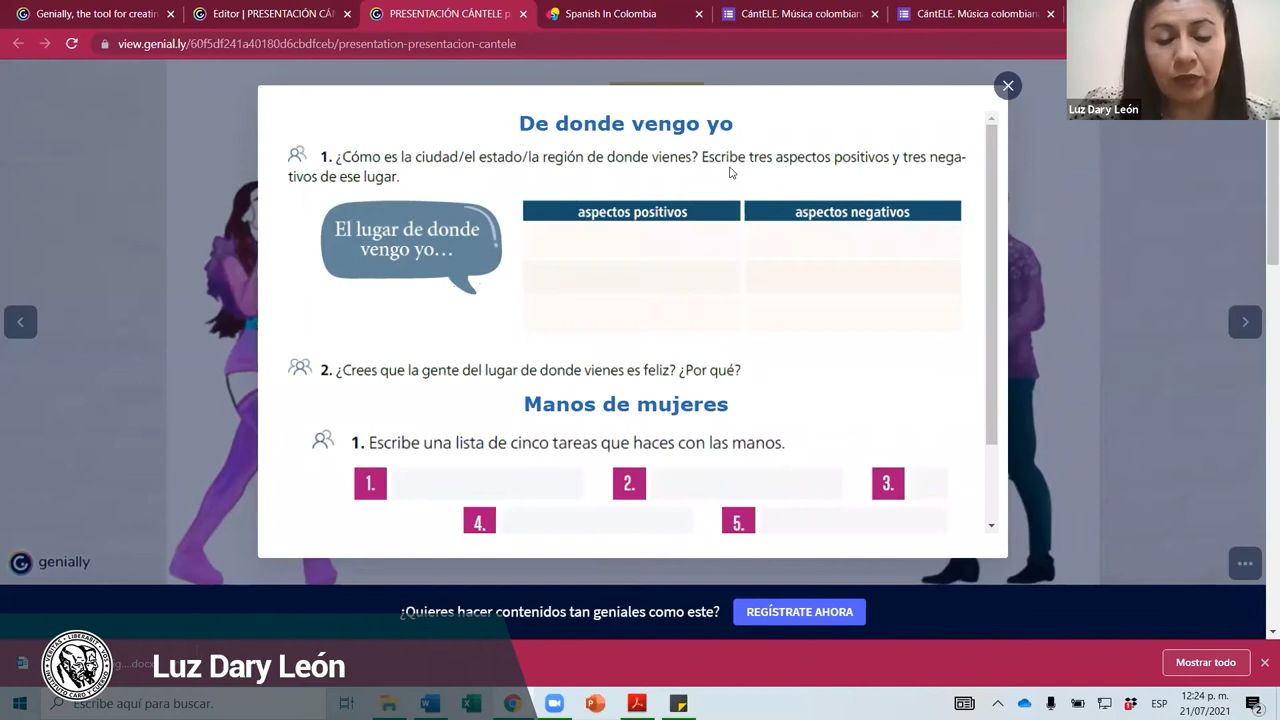 Genially, the tool for creatin
Editor | PRESENTACIÓN CÁN
PRESENTACIÓN CÁNTELE p
Spanish In Colombia
CántELE. Música colombian
CántELE. Música colombian
view.genial.ly/60f5df241a40180d6cbdfceb/presentation-presentacion-cantele
Luz Dary León
De donde vengo yo
1. ¿Cómo es la ciudad/el estado/la región de donde vienes? Escribe tres aspectos positivos y tres nega-
tivos de ese lugar.
El lugar de donde
vengo yo...
aspectos positivos
aspectos negativos
2. ¿Crees que la gente del lugar de donde vienes es feliz? ¿Por qué?
Manos de mujeres
1. Escribe una lista de cinco tareas que haces con las manos.
1.
2.
3.
4.
5.
genially
¿Quieres hacer contenidos tan geniales como este?
REGÍSTRATE AHORA
Luz Dary León
Mostrar todo
Escribe aquí para buscar.
ESP
12:24 p. m.
21/07/2021
2